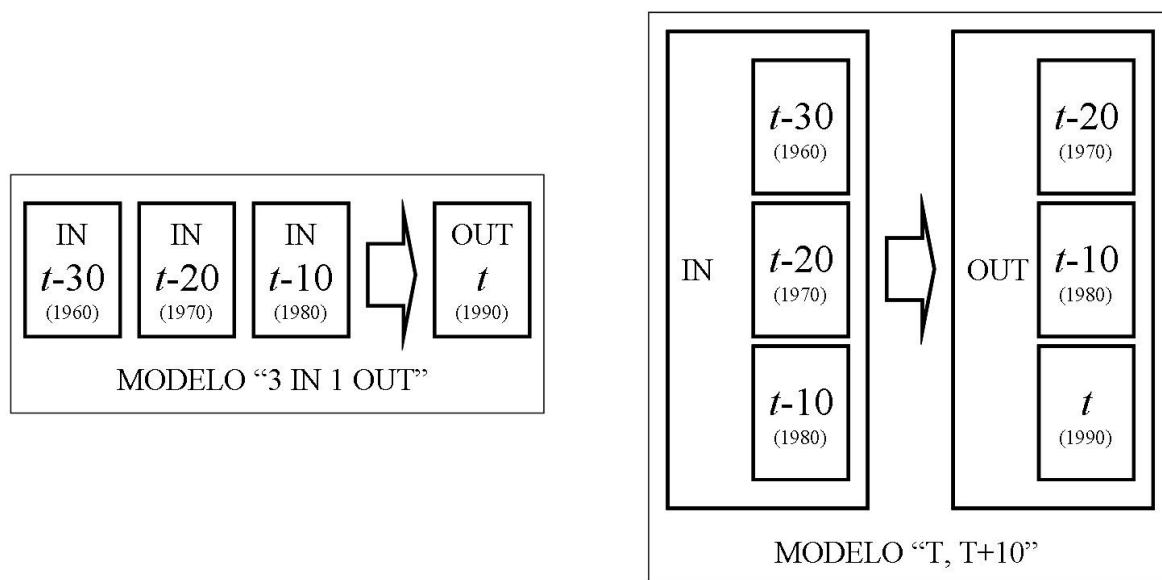 IN IN IN OUT
t-30 t-20 t-10 t
(1960) (1970) (1980) (1990)
MODELO “3 IN 1 OUT”
t-30
(1960)
IN t-20
(1970)
t-10
(1980)
t-20
(1970)
OUT t-10
(1980)
t
(1990)
MODELO “T, T+10”